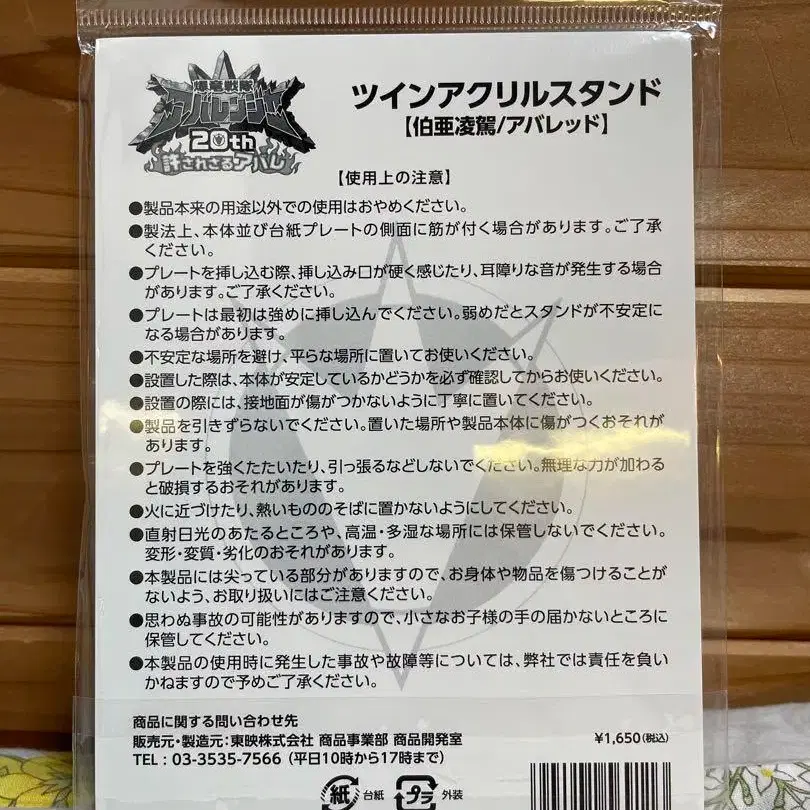 爆竜戦隊
アバレンジャー
20th
許されざるアバレ
ツインアクリルスタンド
【伯亜凌駕/アバレッド】
【使用上の注意】
●製品本来の用途以外での使用はおやめください。
●製法上、本体並び台紙プレートの側面に筋が付く場合があります。ご了承
ください。
●プレートを挿し込む際、挿し込み口が硬く感じたり、耳障りな音が発生する場合
があります。ご了承ください。
●プレートは最初は強めに挿し込んでください。弱めだとスタンドが不安定に
なる場合があります。
●不安定な場所を避け、平らな場所に置いてお使いください。
●設置した際は、本体が安定しているかどうかを必ず確認してからお使いください。
●設置の際には、接地面が傷がつかないように丁寧に置いてください。
●製品を引きずらないでください。置いた場所や製品本体に傷がつくおそれが
あります。
●プレートを強くたたいたり、引っ張るなどしないでください。無理な力が加わる
と破損するおそれがあります。
●火に近づけたり、熱いもののそばに置かないようにしてください。
●直射日光のあたるところや、高温・多湿な場所には保管しないでください。
変形・変質・劣化のおそれがあります。
●本製品には尖っている部分がありますので、お身体や物品を傷つけることが
ないよう、お取り扱いにはご注意ください。
●思わぬ事故の可能性がありますので、小さなお子様の手の届かないところに
保管してください。
●本製品の使用時に発生した事故や故障等については、弊社では責任を負い
かねますので予めご了承ください。
商品に関する問い合わせ先
販売元・製造元:東映株式会社 商品事業部 商品開発室
TEL : 03-3535-7566 (平日10時から17時まで)
¥1,650(税込)
紙 台紙 プラ 外装